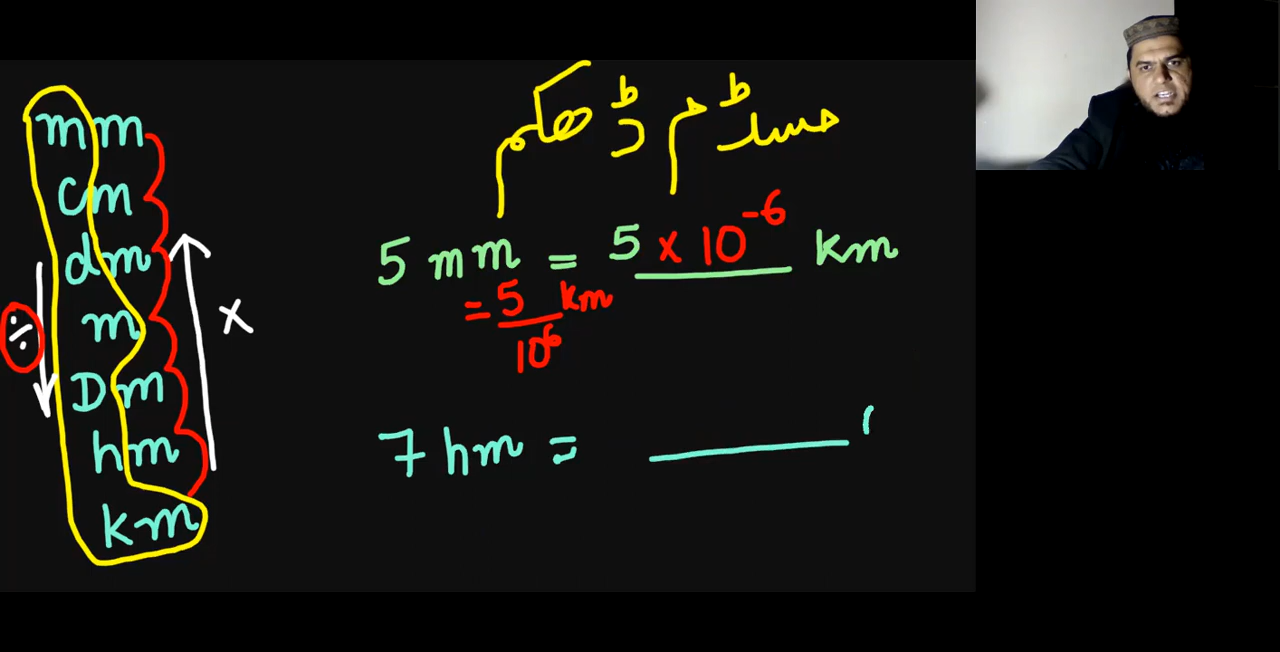 mm
cm
dm
m
Dm
hm
km
÷
×
مسڈ م ڈ ھکم
5 mm = 5 × 10⁻⁶ km
= 5/10⁶ km
7 hm = ______